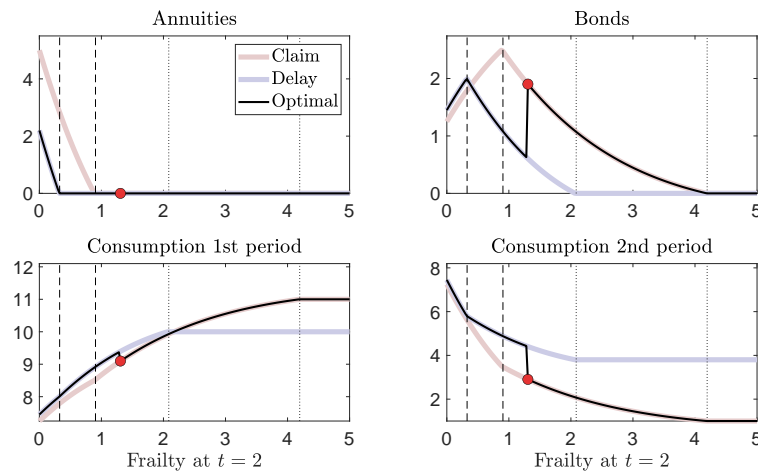 Annuities
4
2
0
0 1 2 3 4 5
Claim
Delay
Optimal
Bonds
2
1
0
0 1 2 3 4 5
Consumption 1st period
12
11
10
9
8
0 1 2 3 4 5
Frailty at t = 2
Consumption 2nd period
8
6
4
2
0 1 2 3 4 5
Frailty at t = 2